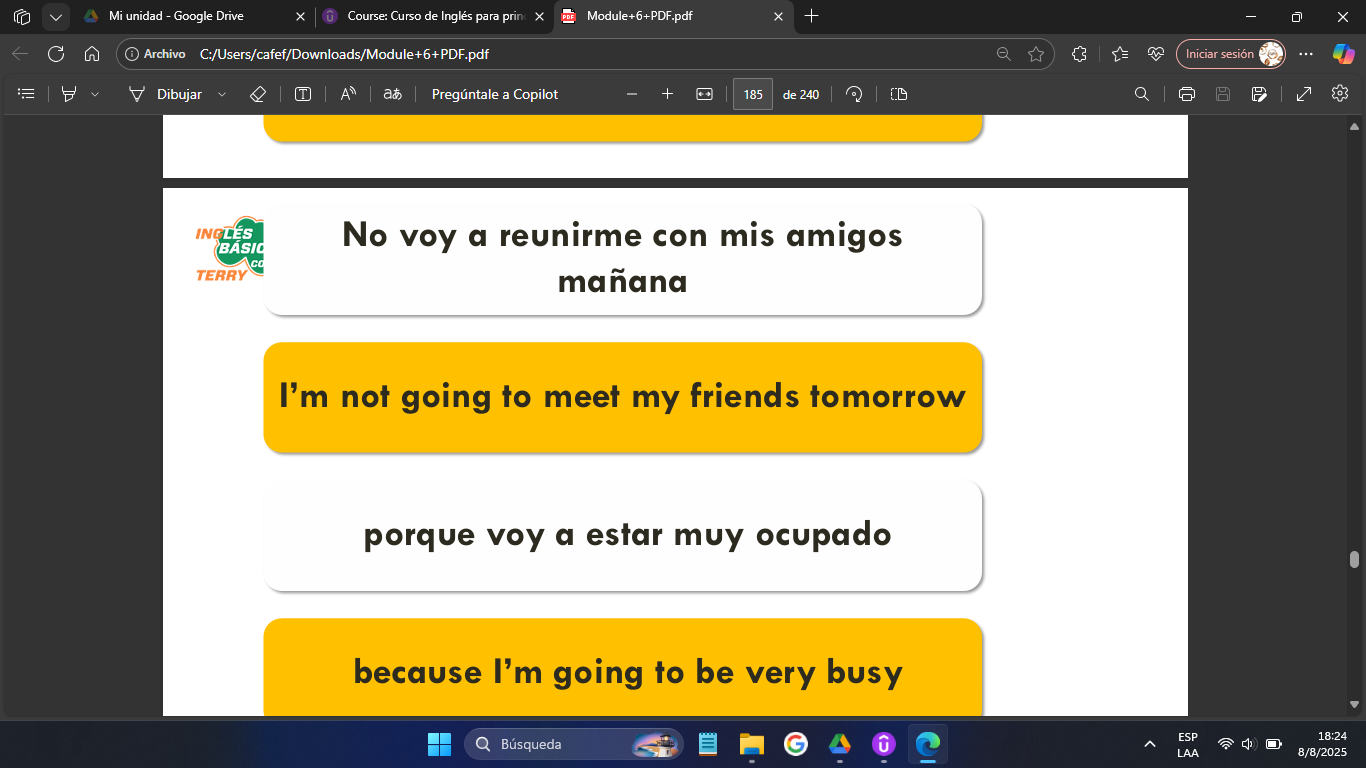 Mi unidad - Google Drive
Course: Curso de Inglés para prin
Module+6+PDF.pdf
Archivo C:/Users/cafef/Downloads/Module+6+PDF.pdf
Iniciar sesión
Dibujar
Pregúntale a Copilot
185 de 240
INGLÉS
BÁSIC
CO
TERRY
No voy a reunirme con mis amigos
mañana
I'm not going to meet my friends tomorrow
porque voy a estar muy ocupado
because I'm going to be very busy
Búsqueda
ESP
LAA
18:24
8/8/2025